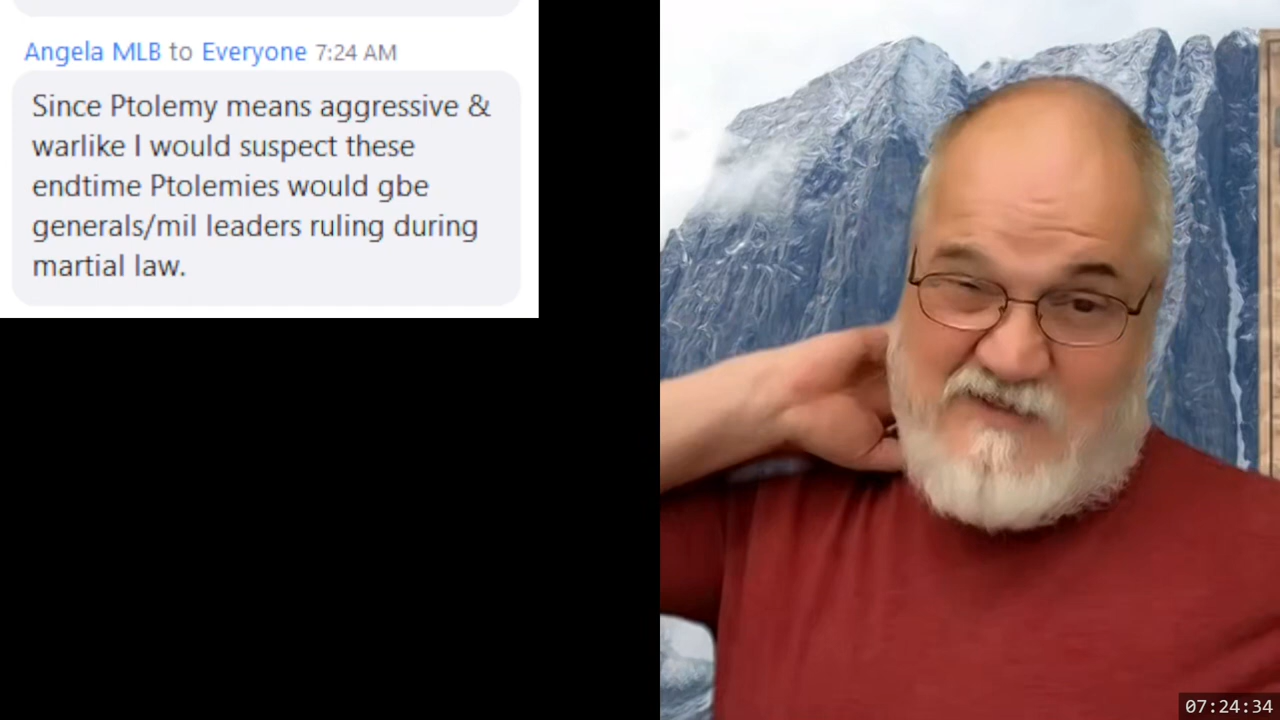 Angela MLB to Everyone 7:24 AM
Since Ptolemy means aggressive &
warlike I would suspect these
endtime Ptolemies would gbe
generals/mil leaders ruling during
martial law.
07:24:34